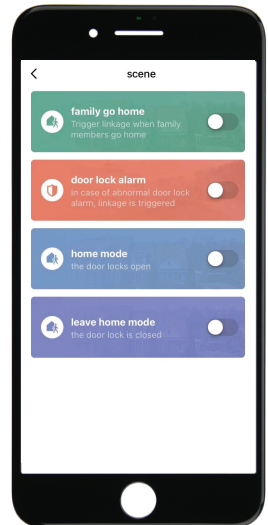 scene
family go home
Trigger linkage when family
members go home
door lock alarm
In case of abnormal door lock
alarm, linkage is triggered
home mode
the door locks open
leave home mode
the door lock is closed